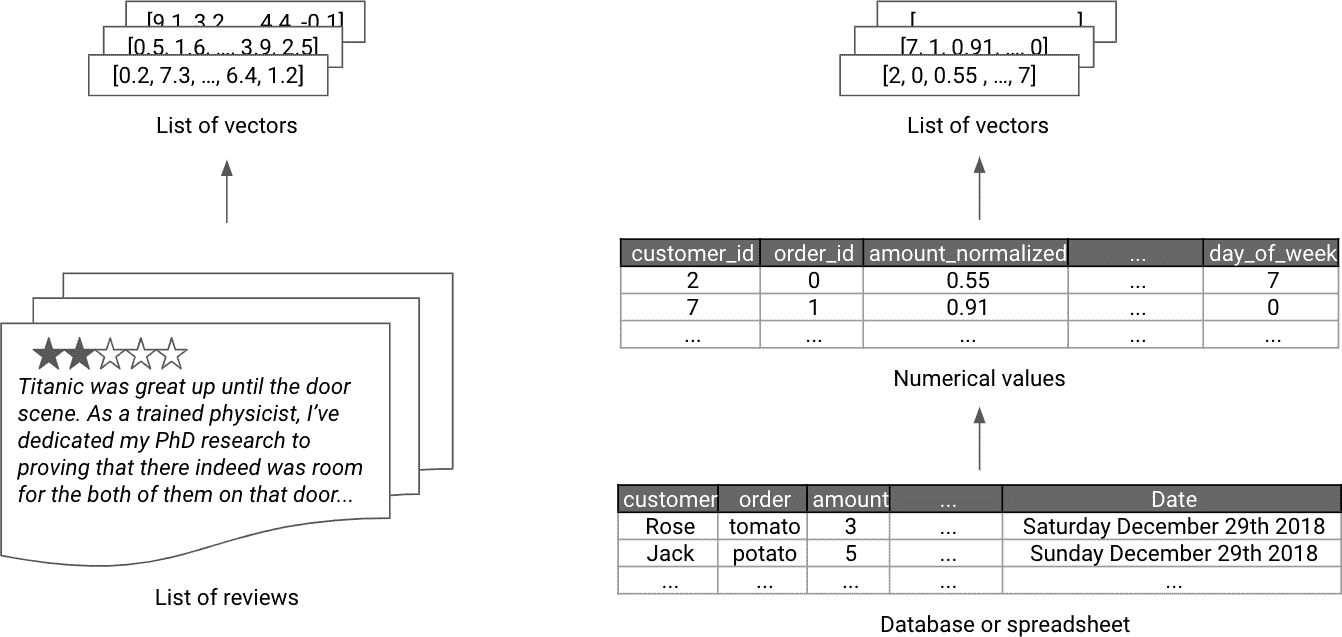 [9.1, 3.2, ..., 4.4, -0.1]
[0.5, 1.6, ..., 3.9, 2.5]
[0.2, 7.3, ..., 6.4, 1.2]
List of vectors
Titanic was great up until the door
scene. As a trained physicist, I’ve
dedicated my PhD research to
proving that there indeed was room
for the both of them on that door...
List of reviews
[ ]
[7, 1, 0.91, ..., 0]
[2, 0, 0.55 , ..., 7]
List of vectors
customer_id order_id amount_normalized ... day_of_week
2 0 0.55 ... 7
7 1 0.91 ... 0
... ... ... ... ...
Numerical values
customer order amount ... Date
Rose tomato 3 ... Saturday December 29th 2018
Jack potato 5 ... Sunday December 29th 2018
... ... ... ... ...
Database or spreadsheet